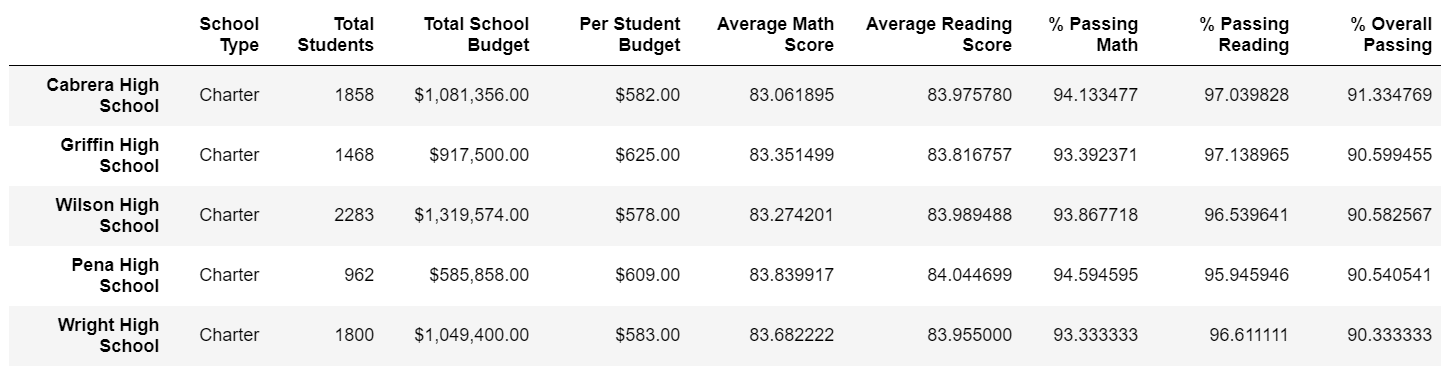 School Type Total Students Total School Budget Per Student Budget Average Math Score Average Reading Score % Passing Math % Passing Reading % Overall Passing
Cabrera High School Charter 1858 $1,081,356.00 $582.00 83.061895 83.975780 94.133477 97.039828 91.334769
Griffin High School Charter 1468 $917,500.00 $625.00 83.351499 83.816757 93.392371 97.138965 90.599455
Wilson High School Charter 2283 $1,319,574.00 $578.00 83.274201 83.989488 93.867718 96.539641 90.582567
Pena High School Charter 962 $585,858.00 $609.00 83.839917 84.044699 94.594595 95.945946 90.540541
Wright High School Charter 1800 $1,049,400.00 $583.00 83.682222 83.955000 93.333333 96.611111 90.333333